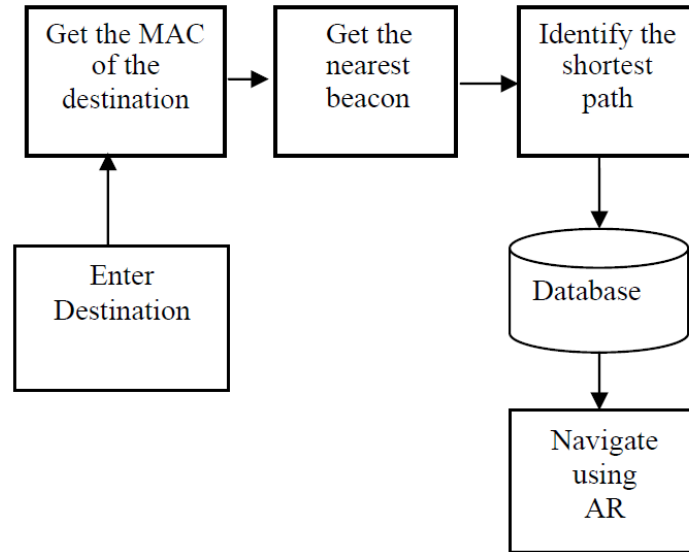 Get the MAC
of the
destination
Get the
nearest
beacon
Identify the
shortest
path
Enter
Destination
Database
Navigate
using
AR